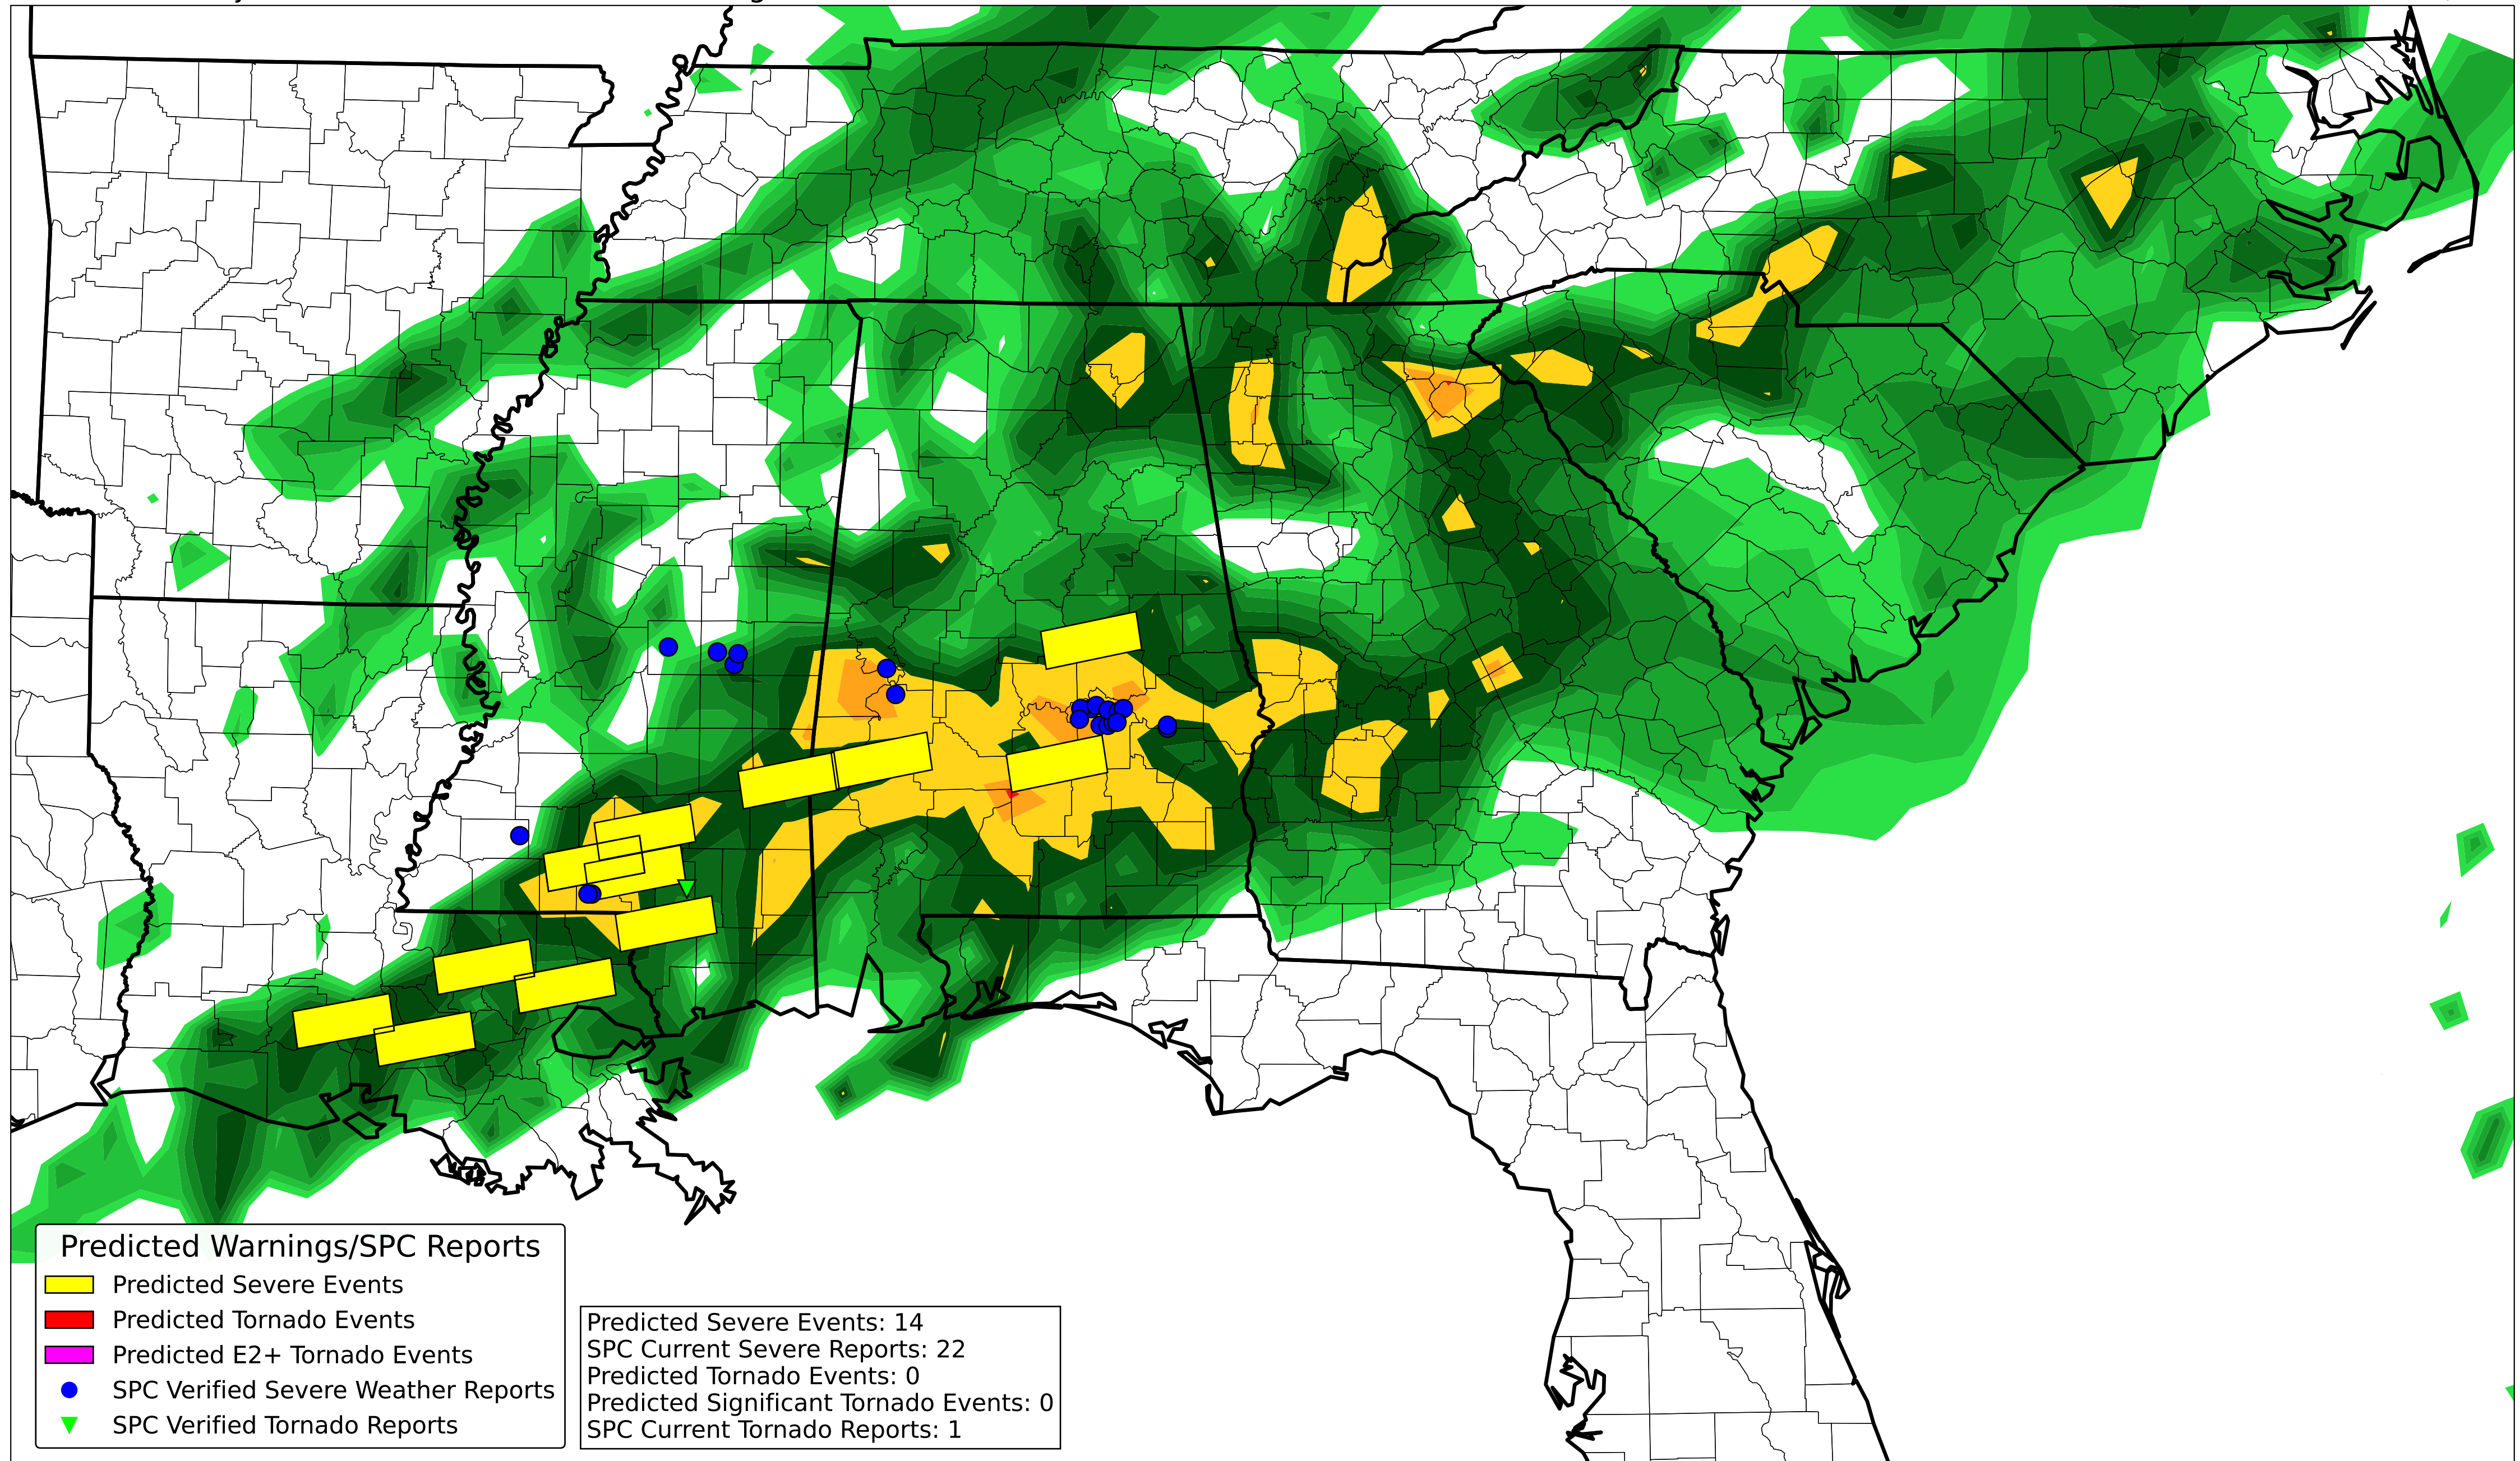 Predicted Warnings/SPC Reports
Predicted Severe Events
Predicted Tornado Events
Predicted E2+ Tornado Events
SPC Verified Severe Weather Reports
SPC Verified Tornado Reports
Predicted Severe Events: 14
SPC Current Severe Reports: 22
Predicted Tornado Events: 0
Predicted Significant Tornado Events: 0
SPC Current Tornado Reports: 1